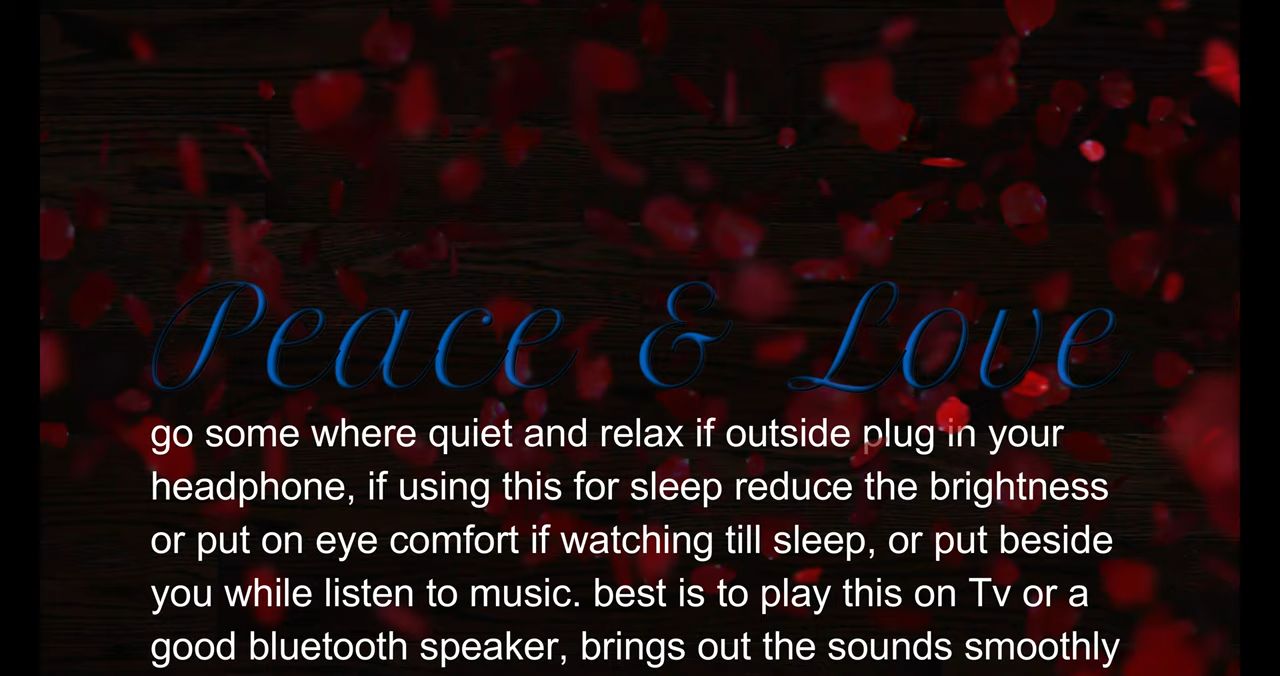 Peace & Love
go some where quiet and relax if outside plug in your
headphone, if using this for sleep reduce the brightness
or put on eye comfort if watching till sleep, or put beside
you while listen to music. best is to play this on Tv or a
good bluetooth speaker, brings out the sounds smoothly